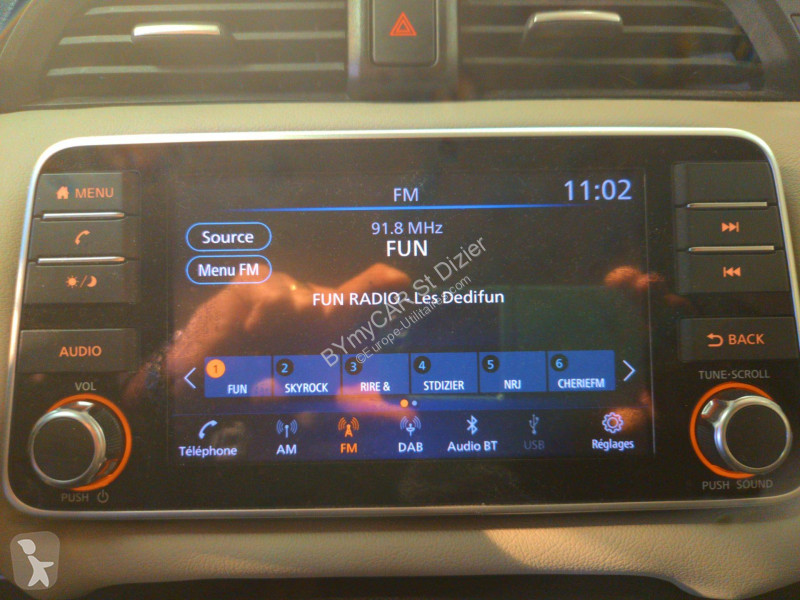 FM
11:02
MENU
Source
91.8 MHz
FUN
Menu FM
FUN RADIO - Les Dedifun
BYmyCAR St Dizier
©Europe-Utilitaires.com
AUDIO
BACK
VOL
TUNE·SCROLL
1 FUN
2 SKYROCK
3 RIRE &
4 STDIZIER
5 NRJ
6 CHERIEFM
Téléphone
AM
FM
DAB
Audio BT
USB
Réglages
PUSH
PUSH SOUND